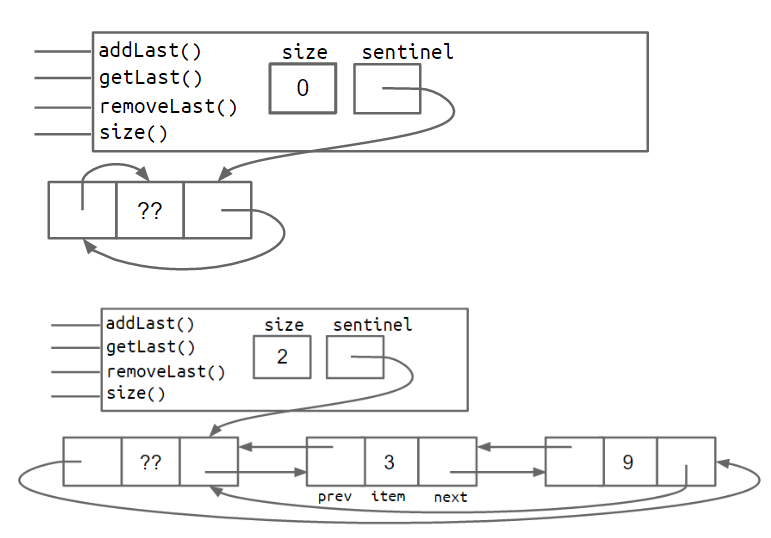 size sentinel
addLast()
getLast()
removeLast()
size()
0
??
size sentinel
addLast()
getLast()
removeLast()
size()
2
?? 3 9
prev item next